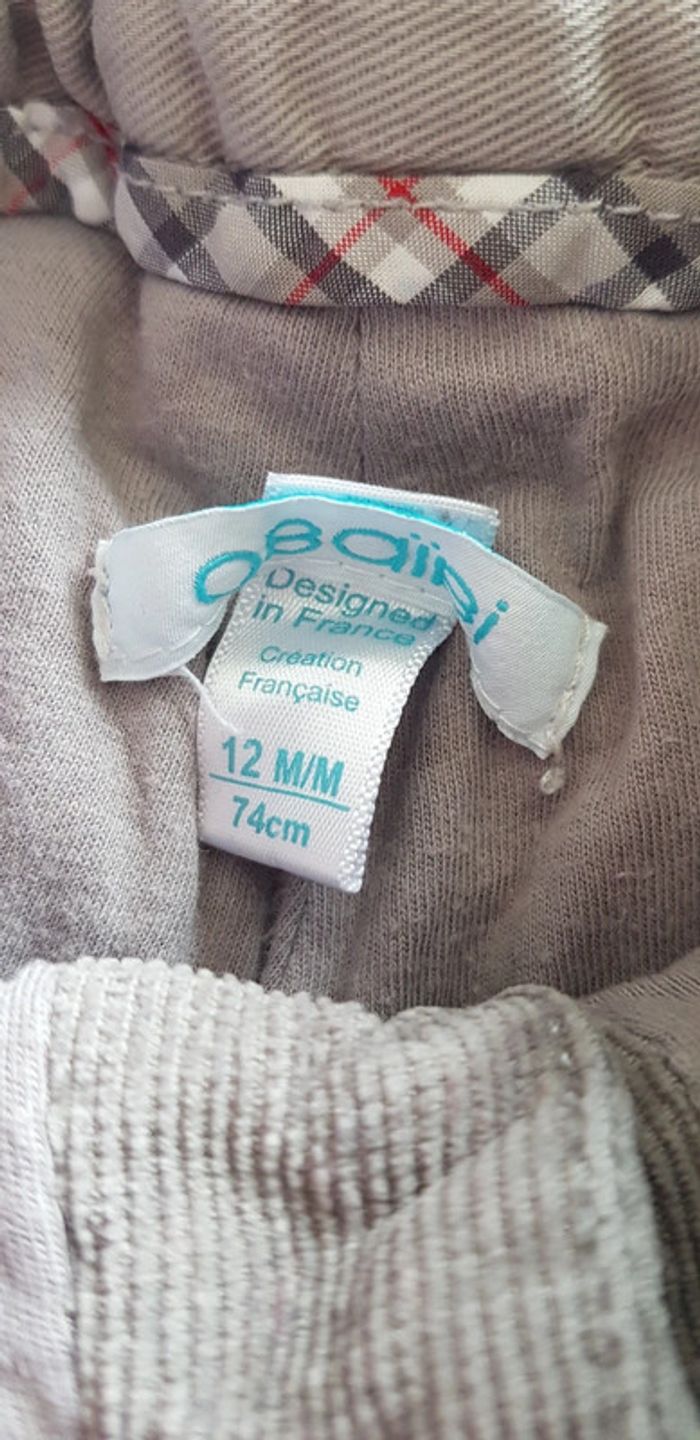 OBaïbi
Designed
in France
Création
Française
12 M/M
74cm